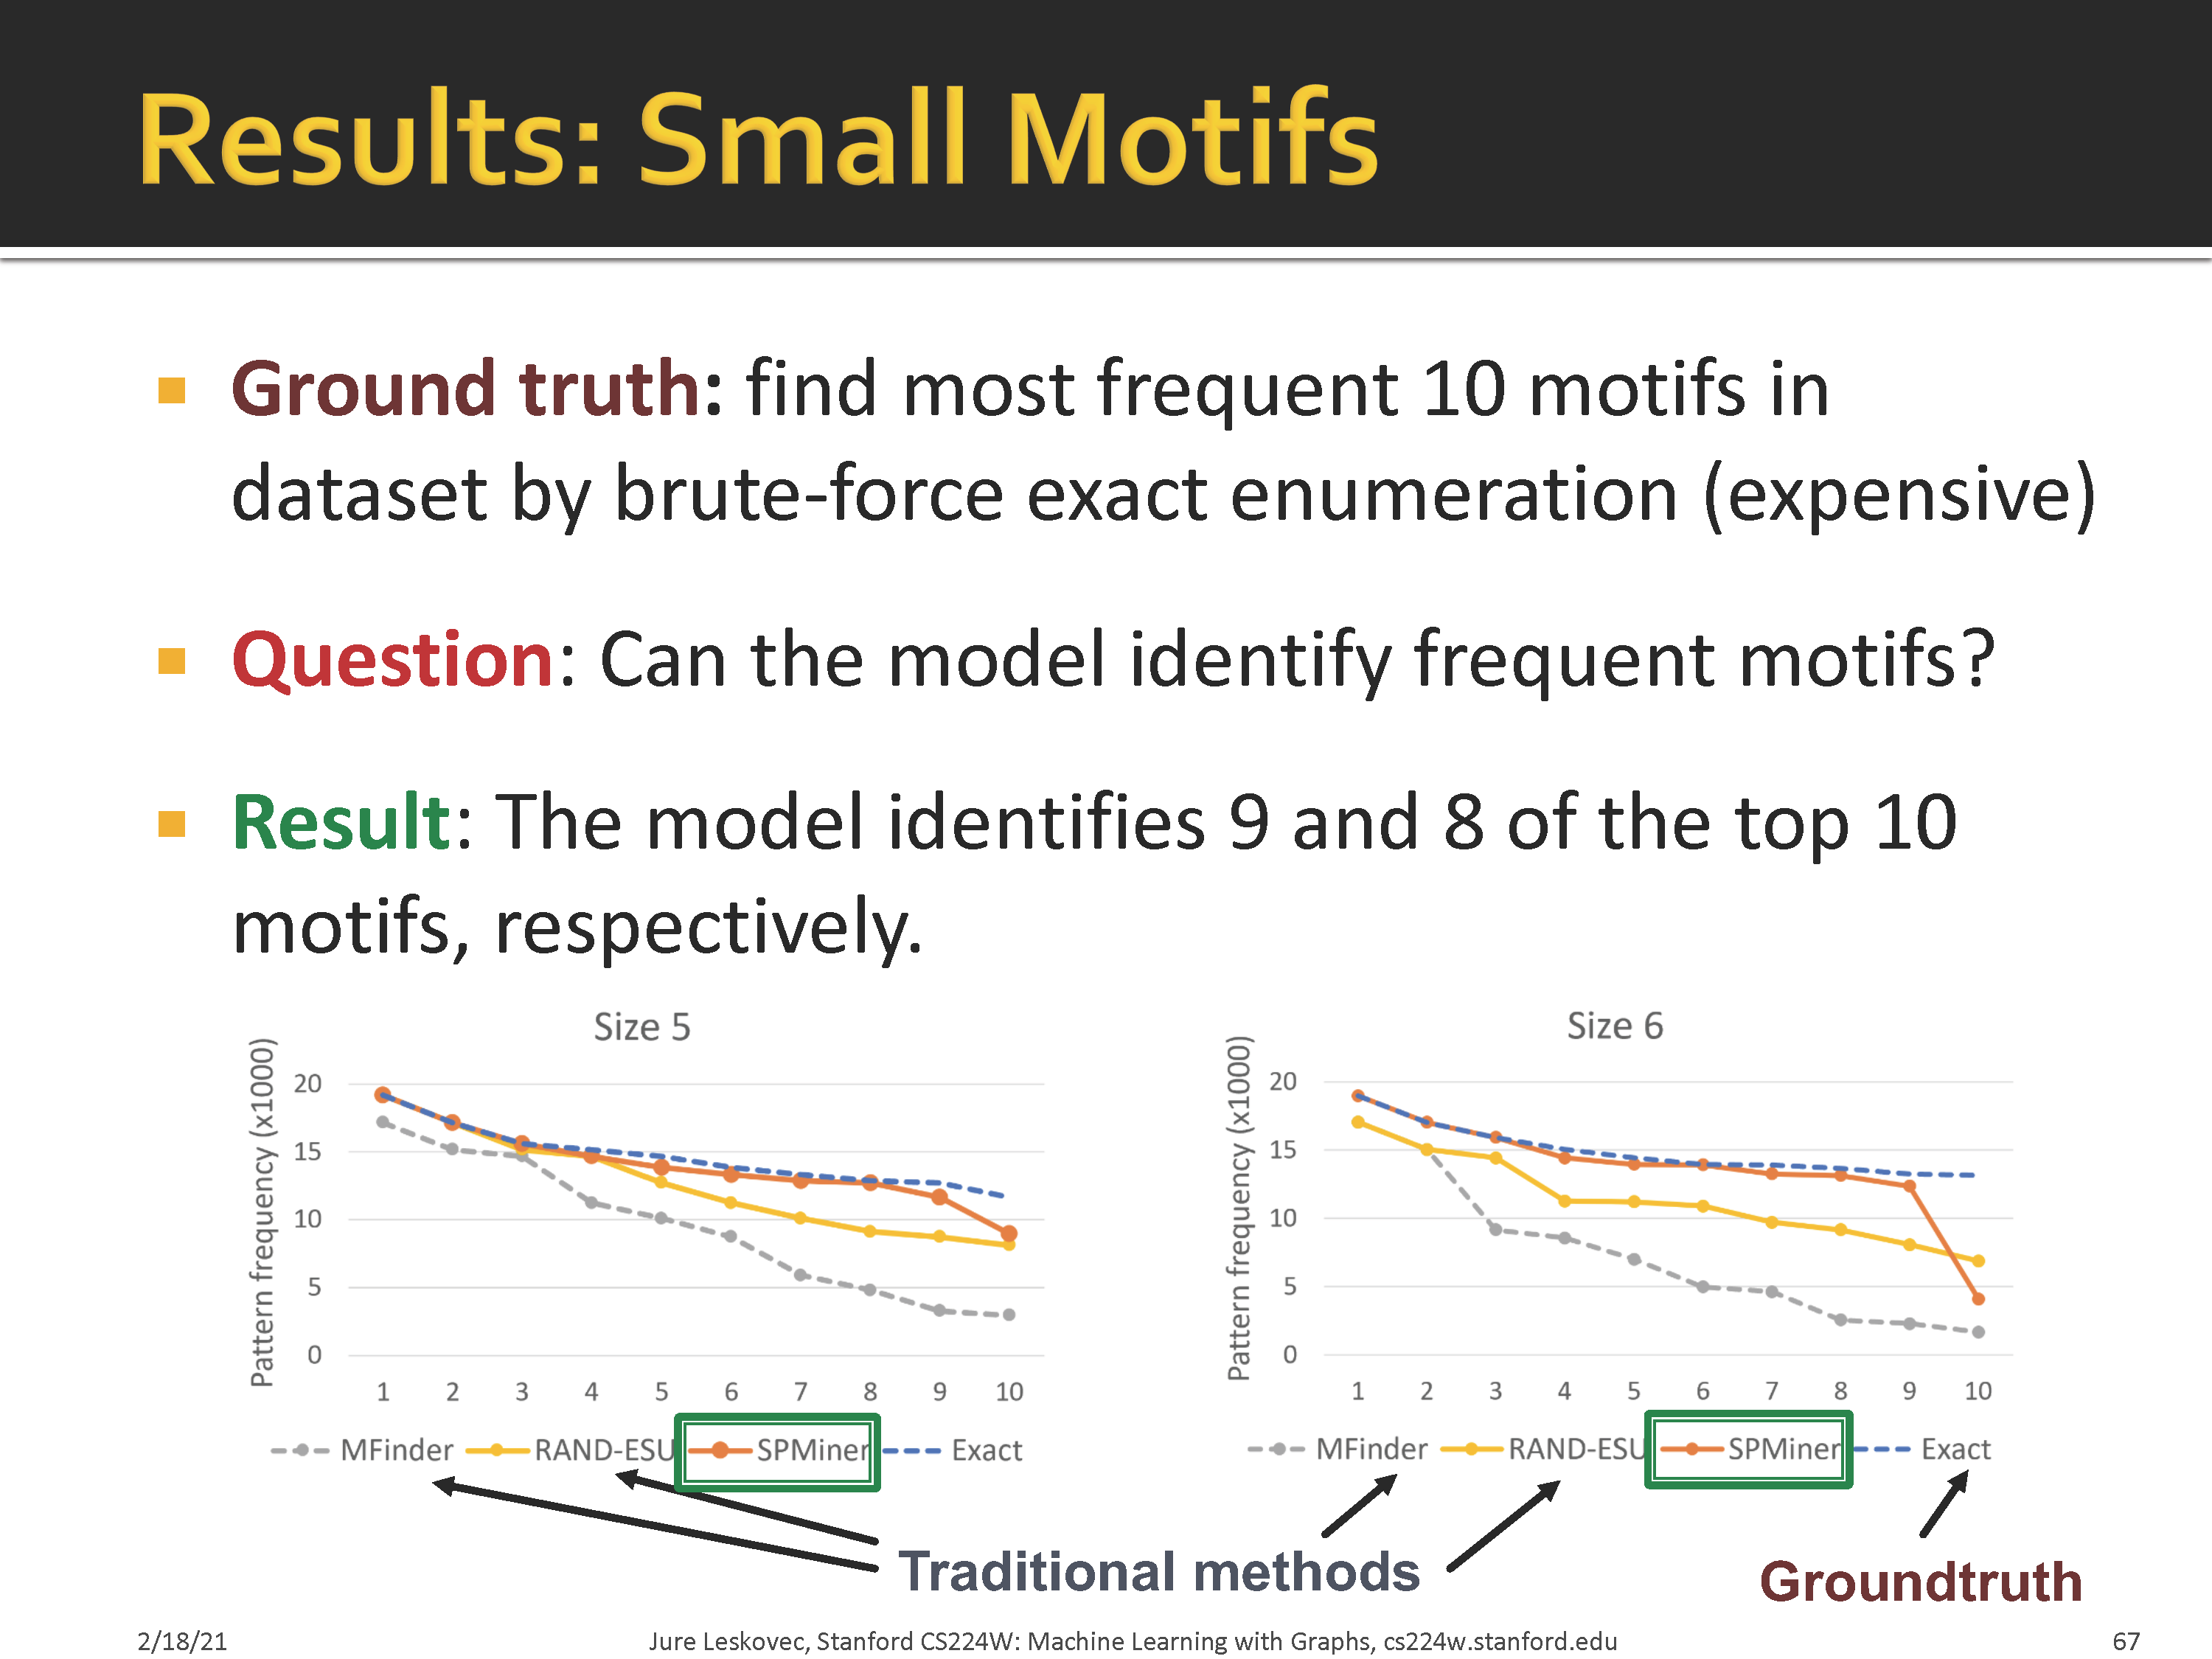 Results: Small Motifs
Ground truth: find most frequent 10 motifs in
dataset by brute-force exact enumeration (expensive)
Question: Can the model identify frequent motifs?
Result: The model identifies 9 and 8 of the top 10
motifs, respectively.
Size 5
Pattern frequency (x1000)
20
15
10
5
0
1 2 3 4 5 6 7 8 9 10
MFinder RAND-ESU SPMiner Exact
Size 6
Pattern frequency (x1000)
20
15
10
5
0
1 2 3 4 5 6 7 8 9 10
MFinder RAND-ESU SPMiner Exact
Traditional methods
Groundtruth
2/18/21
Jure Leskovec, Stanford CS224W: Machine Learning with Graphs, cs224w.stanford.edu
67